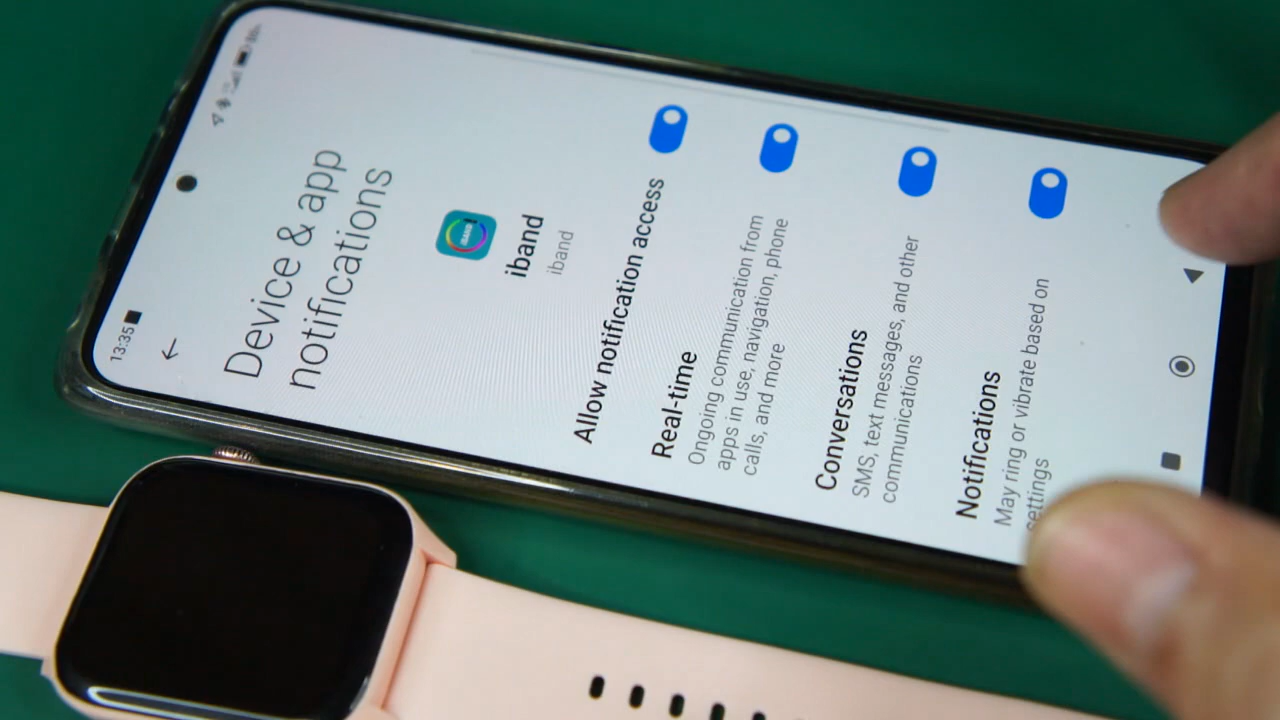 13:35
Device & app
notifications
iband
iband
Allow notification access
Real-time
Ongoing communication from
apps in use, navigation, phone
calls, and more
Conversations
SMS, text messages, and other
communications
Notifications
May ring or vibrate based on
settings